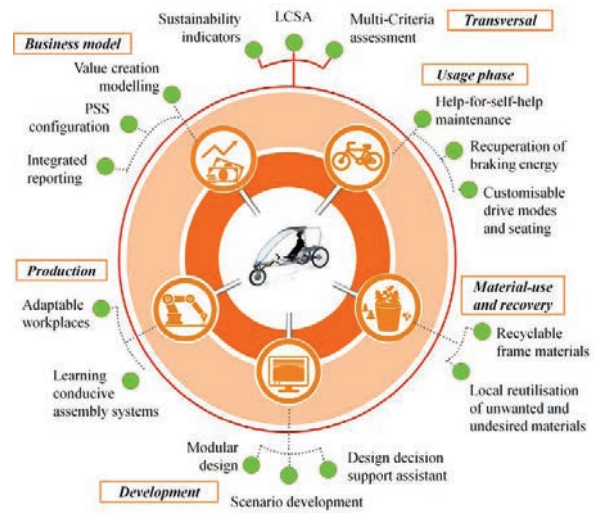 Sustainability
indicators
LCSA
Multi-Criteria
assessment
Transversal
Business model
Value creation
modelling
PSS
configuration
Integrated
reporting
Usage phase
Help-for-self-help
maintenance
Recuperation of
braking energy
Customisable
drive modes
and seating
Production
Adaptable
workplaces
Learning
conducive
assembly systems
Material-use
and recovery
Recyclable
frame materials
Local reutilisation
of unwanted and
undesired materials
Modular
design
Scenario development
Design decision
support assistant
Development